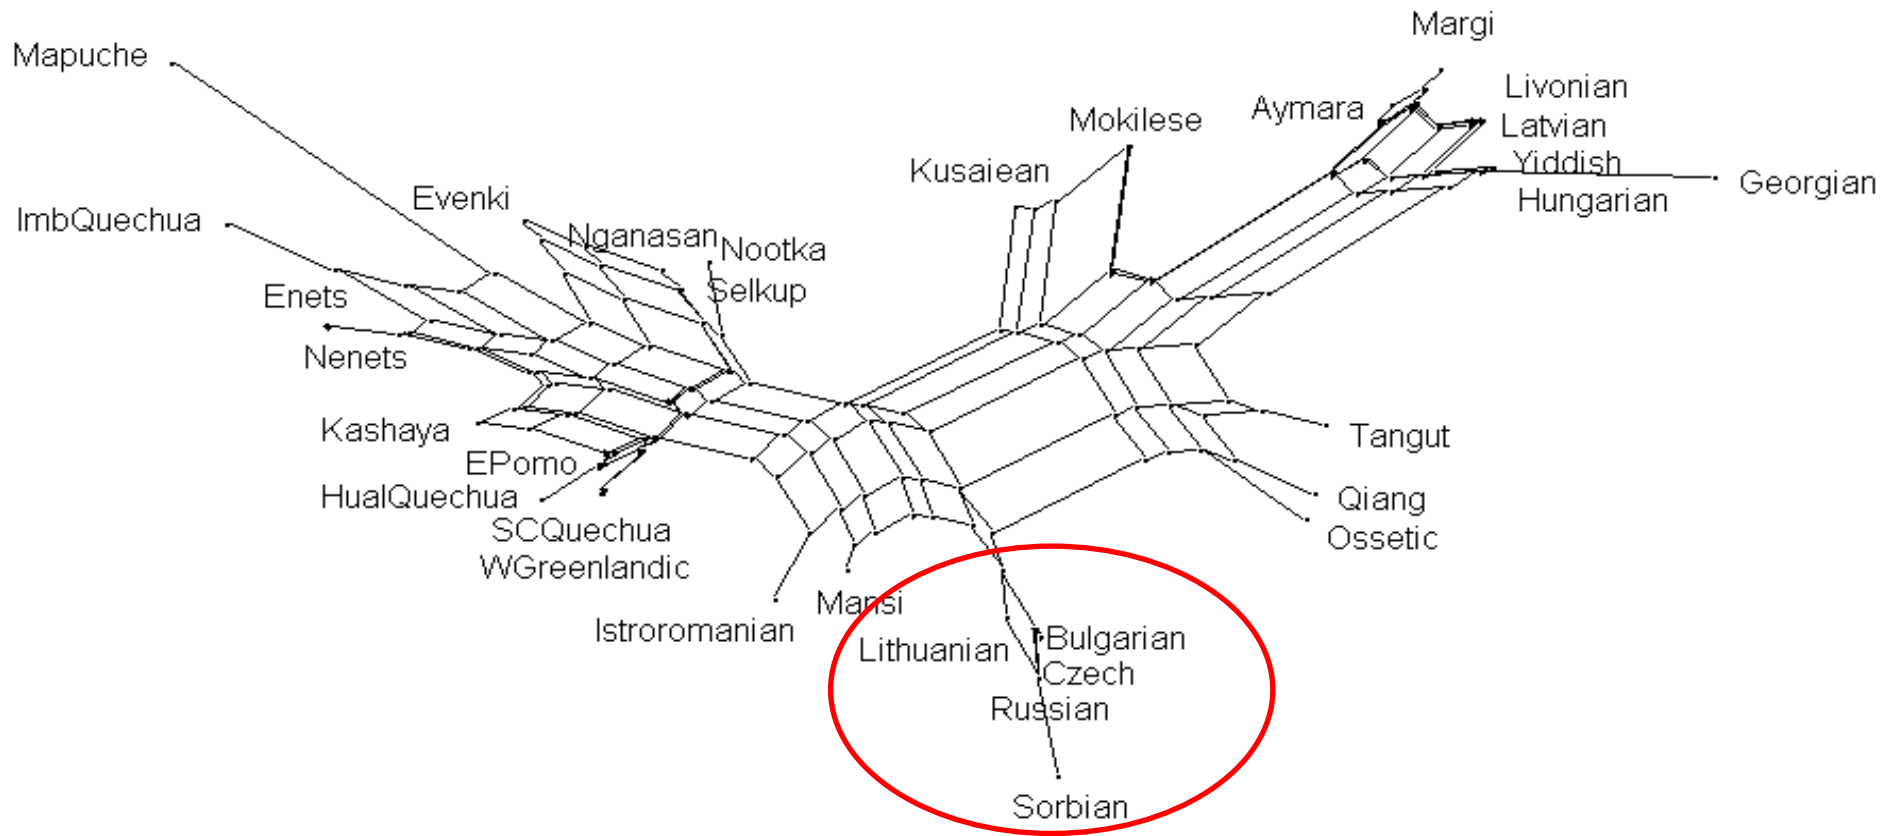 Margi
Mapuche
Livonian
Aymara
Latvian
Mokilese
Yiddish
Kusaiean
Georgian
Evenki
Hungarian
ImbQuechua
Nganasan
Nootka
Enets
Selkup
Nenets
Kashaya
Tangut
EPomo
HualQuechua
Qiang
SCQuechua
Ossetic
WGreenlandic
Mansi
Istroromanian
Bulgarian
Lithuanian
Czech
Russian
Sorbian